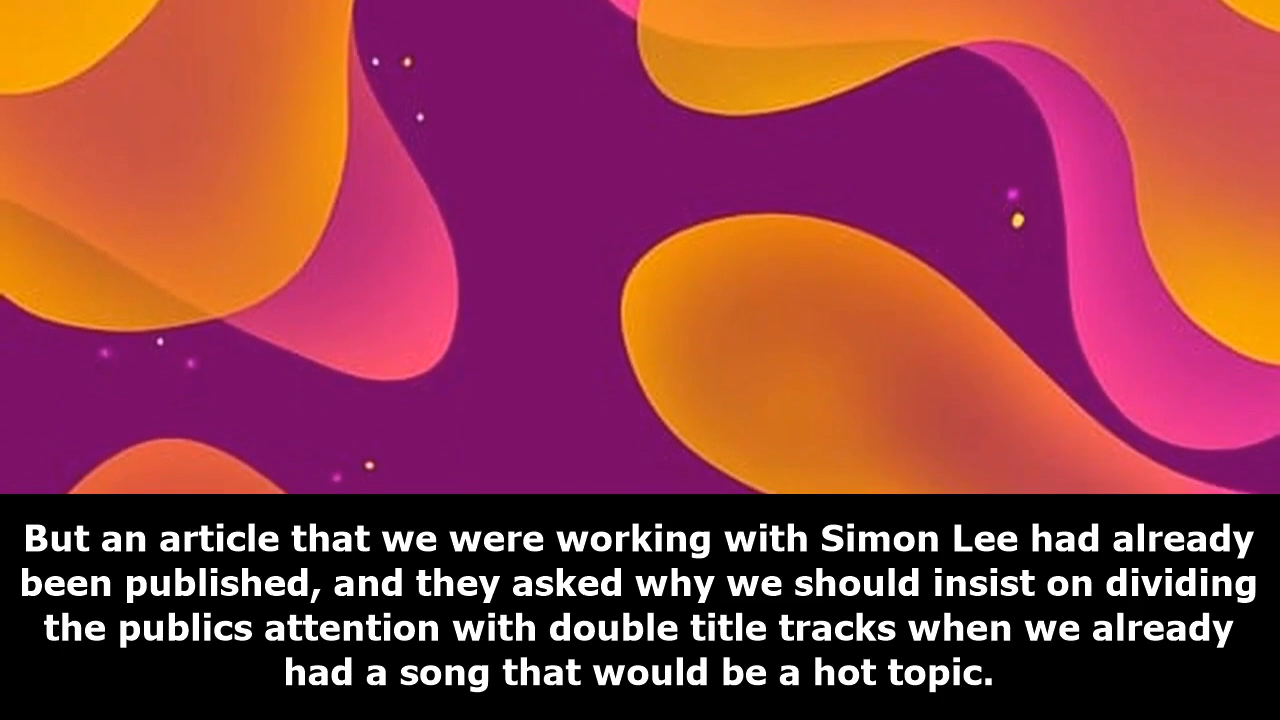 But an article that we were working with Simon Lee had already
been published, and they asked why we should insist on dividing
the publics attention with double title tracks when we already
had a song that would be a hot topic.